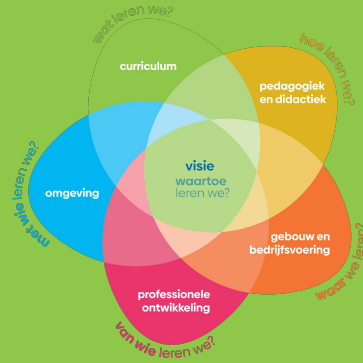 wat leren we?
hoe leren we?
curriculum
pedagogiek
en didactiek
visie
waartoe
leren we?
omgeving
met wie leren we?
gebouw en
bedrijfsvoering
waar we leren?
professionele
ontwikkeling
van wie leren we?